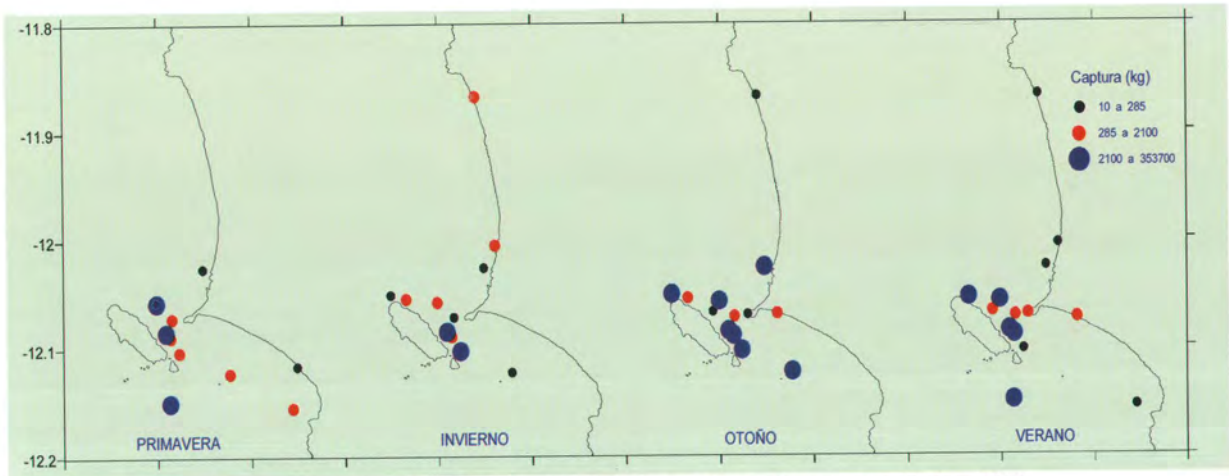 -11.8
-11.9
-12
-12.1
-12.2
Captura (kg)
10 a 285
285 a 2100
2100 a 353700
PRIMAVERA
INVIERNO
OTOÑO
VERANO